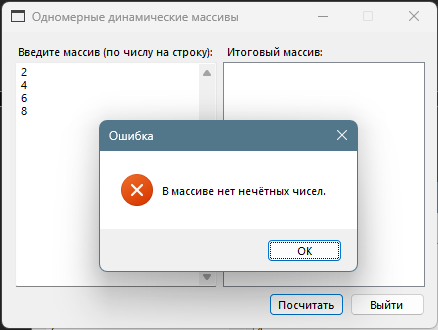 Одномерные динамические массивы
Введите массив (по числу на строку):
Итоговый массив:
2
4
6
8
Ошибка
В массиве нет нечётных чисел.
OK
Посчитать
Выйти